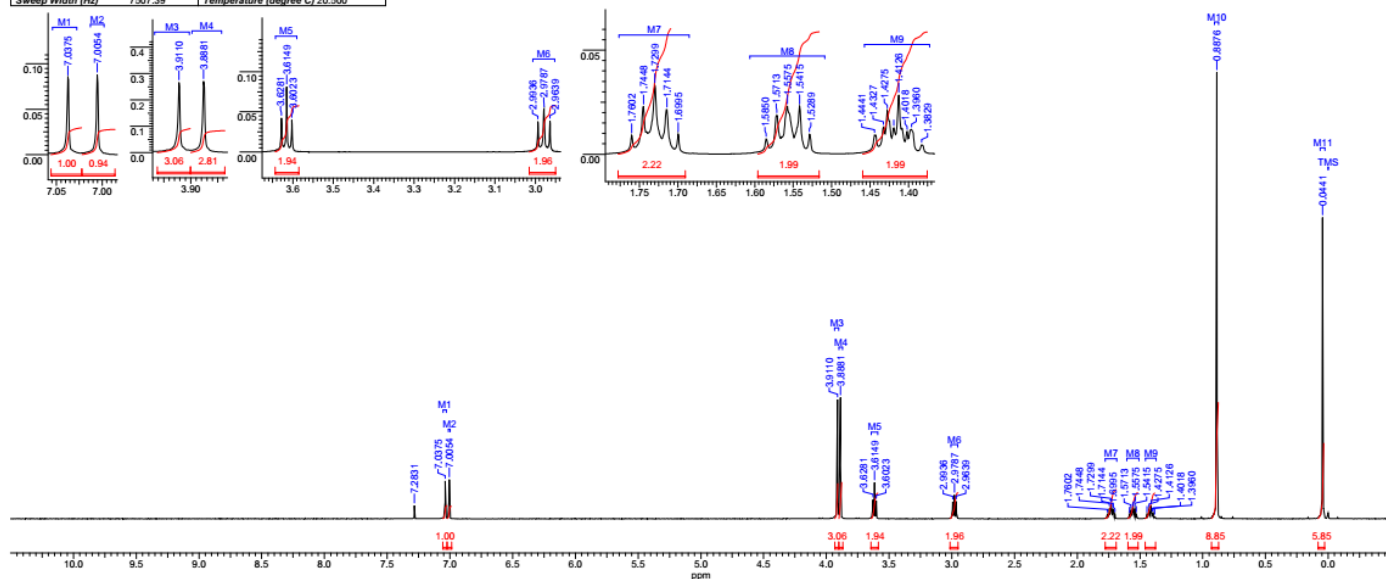 Sweep Width (Hz) 7507.39 Temperature (degree C) 20.500
M1 M2
7.0375 7.0054
0.10
0.05
0.00
1.00 0.94
7.05 7.00
M3 M4
3.9110 3.8881
0.4
0.3
0.2
0.1
0.0
3.06 2.81
3.90
M5
3.6281 3.6149 3.6023
M6
2.9936 2.9787 2.9639
0.10
0.05
0.00
1.94 1.96
3.6 3.5 3.4 3.3 3.2 3.1 3.0
M7
1.7602 1.7448 1.7299 1.7144 1.6995
M8
1.5850 1.5713 1.5575 1.5415 1.5289
M9
1.4441 1.4327 1.4275 1.4126 1.4018 1.3960 1.3829
0.05
0.00
2.22 1.99 1.99
1.75 1.70 1.65 1.60 1.55 1.50 1.45 1.40
M10
0.8876
M11
TMS
0.0441
M3
M4
3.9110 3.8881
M1
M2
7.2831 7.0375 7.0054
M5
3.6281 3.6149 3.6023
M6
2.9936 2.9787 2.9639
M7 M8 M9
1.7602 1.7448 1.7299 1.7144 1.6995 1.5713 1.5575 1.5415 1.4275 1.4126 1.4018 1.3960
1.00 3.06 1.94 1.96 2.22 1.99 8.85 5.85
10.0 9.5 9.0 8.5 8.0 7.5 7.0 6.5 6.0 5.5 5.0 4.5 4.0 3.5 3.0 2.5 2.0 1.5 1.0 0.5 0.0
ppm